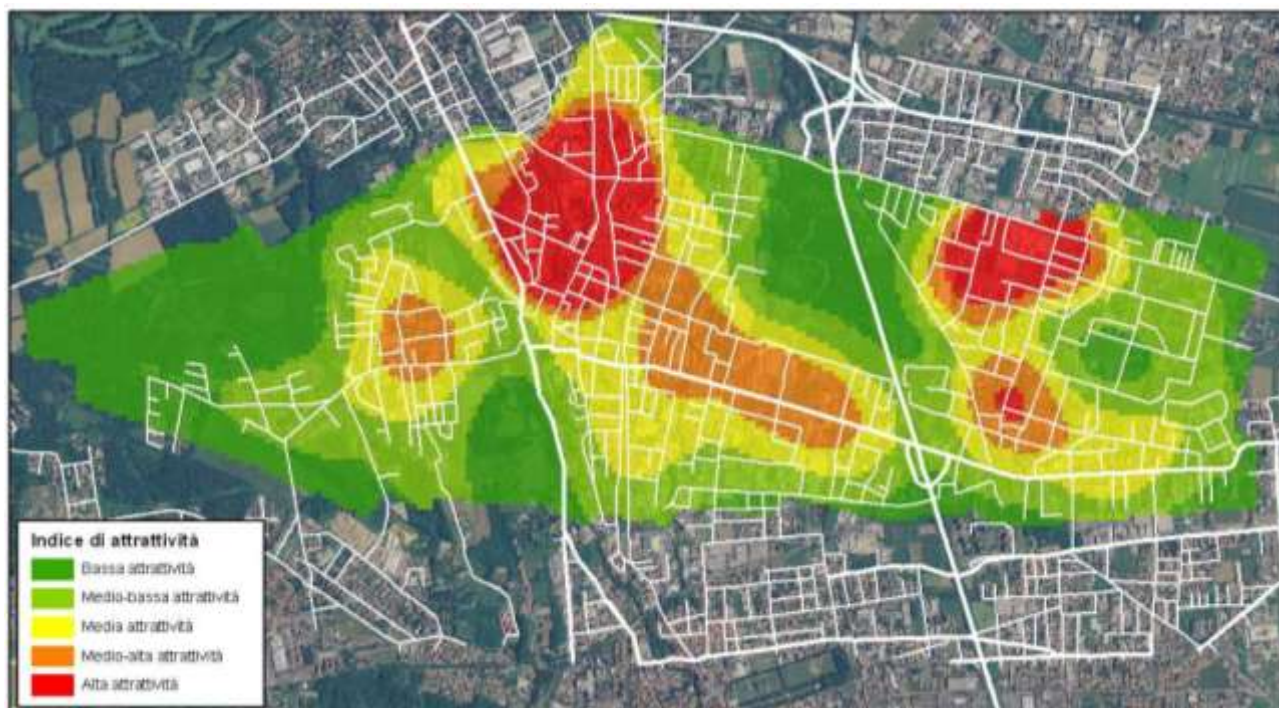 Indice di attrattività
Bassa attrattività
Medio-bassa attrattività
Media attrattività
Medio-alta attrattività
Alta attrattività